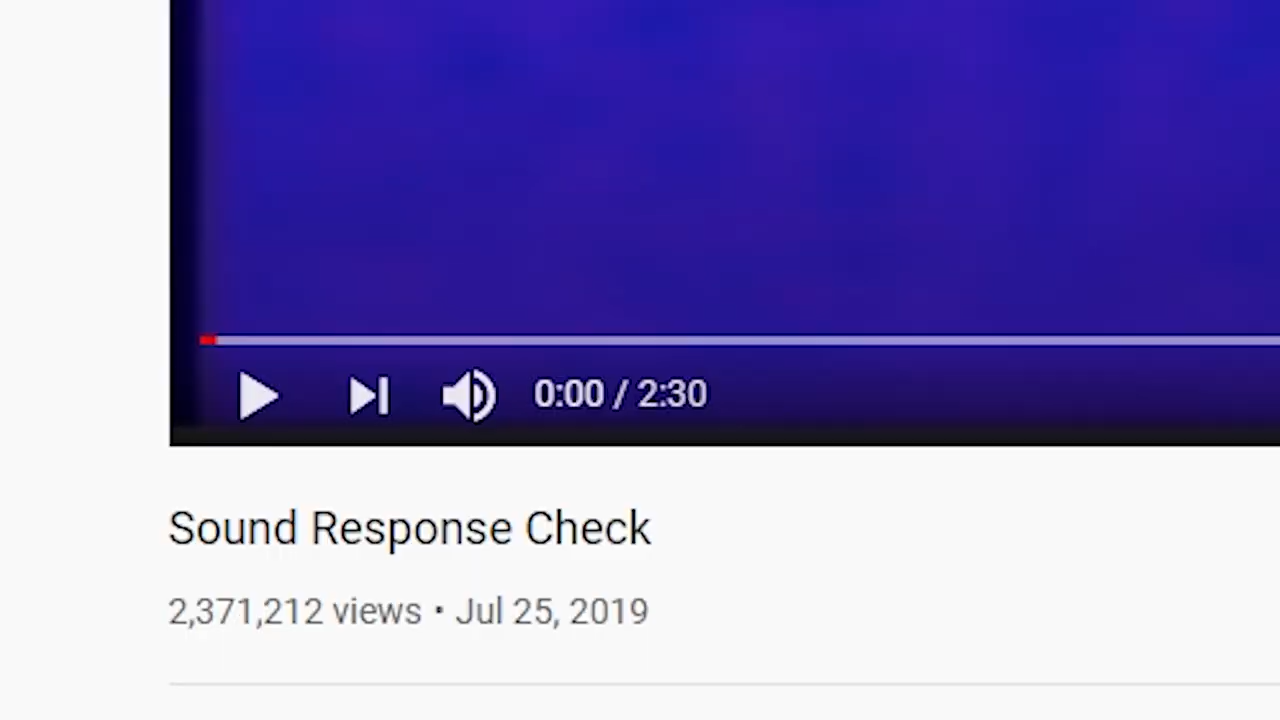 0:00 / 2:30
Sound Response Check
2,371,212 views • Jul 25, 2019